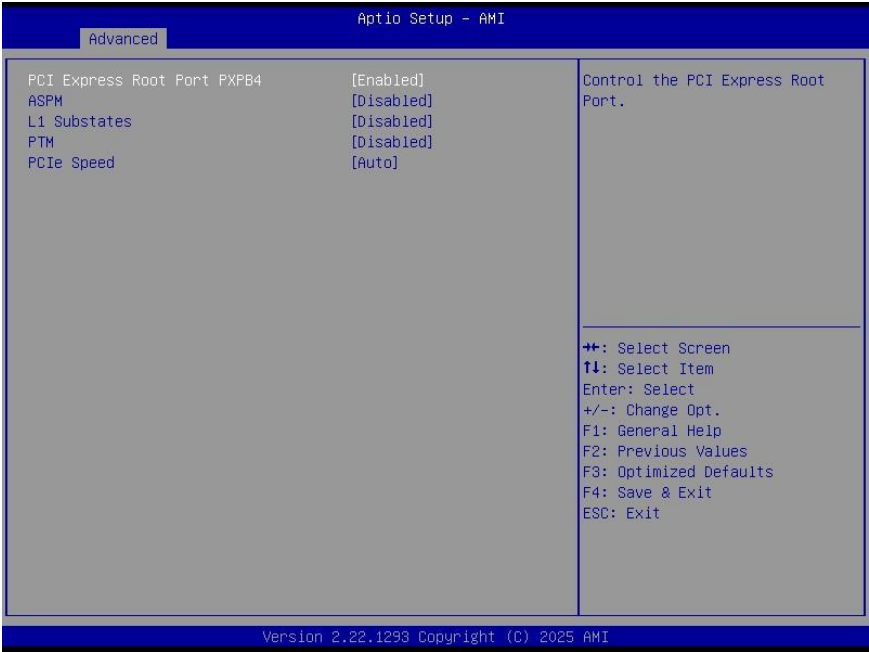 Aptio Setup – AMI
Advanced
PCI Express Root Port PXPB4 [Enabled]
ASPM [Disabled]
L1 Substates [Disabled]
PTM [Disabled]
PCIe Speed [Auto]
Control the PCI Express Root
Port.
→←: Select Screen
↑↓: Select Item
Enter: Select
+/-: Change Opt.
F1: General Help
F2: Previous Values
F3: Optimized Defaults
F4: Save & Exit
ESC: Exit
Version 2.22.1293 Copyright (C) 2025 AMI